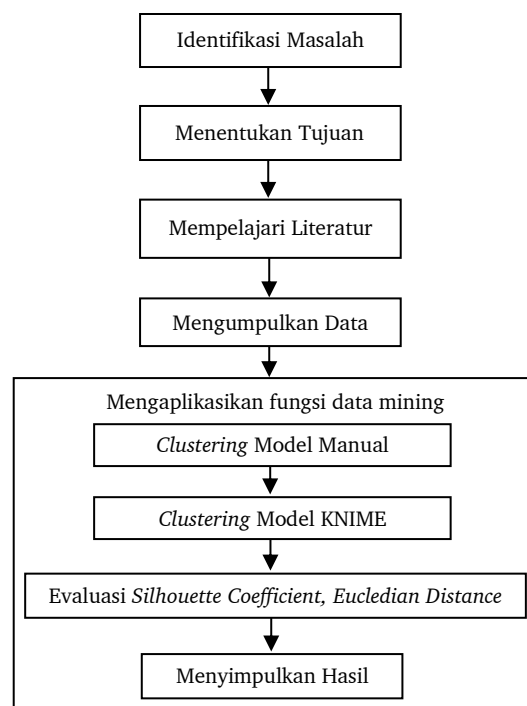 Identifikasi Masalah
Menentukan Tujuan
Mempelajari Literatur
Mengumpulkan Data
Mengaplikasikan fungsi data mining
Clustering Model Manual
Clustering Model KNIME
Evaluasi Silhouette Coefficient, Eucledian Distance
Menyimpulkan Hasil